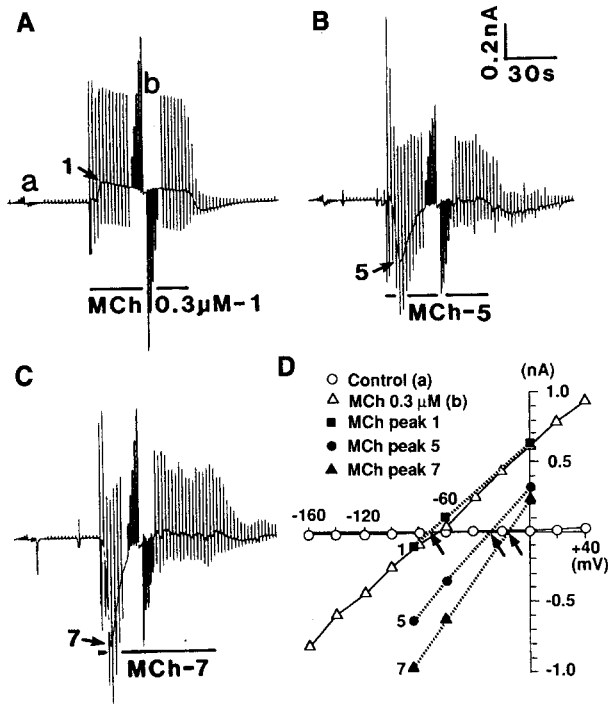 A
b
1
a
MCh 0.3µM-1
B
0.2nA
30s
5
MCh-5
C
7
MCh-7
D
(nA)
Control (a)
MCh 0.3 µM (b)
MCh peak 1
MCh peak 5
MCh peak 7
1.0
0.5
-160 -120 -60
+40
(mV)
1
5
7
-0.5
-1.0